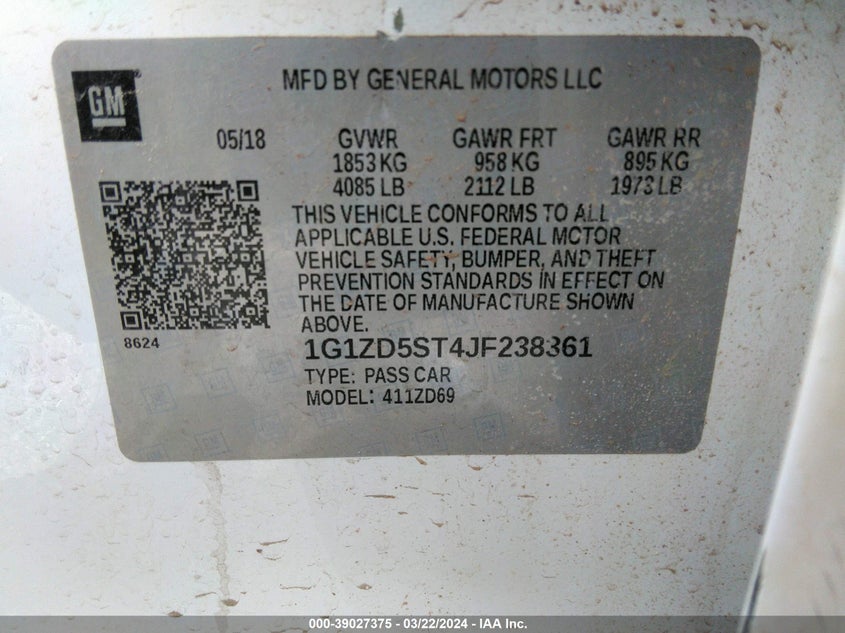 GM
MFD BY GENERAL MOTORS LLC
05/18 GVWR GAWR FRT GAWR RR
1853 KG 958 KG 895 KG
4085 LB 2112 LB 1973 LB
THIS VEHICLE CONFORMS TO ALL
APPLICABLE U.S. FEDERAL MOTOR
VEHICLE SAFETY, BUMPER, AND THEFT
PREVENTION STANDARDS IN EFFECT ON
THE DATE OF MANUFACTURE SHOWN
ABOVE.
8624
1G1ZD5ST4JF238361
TYPE: PASS CAR
MODEL: 411ZD69
000-39027375 - 03/22/2024 - IAA Inc.